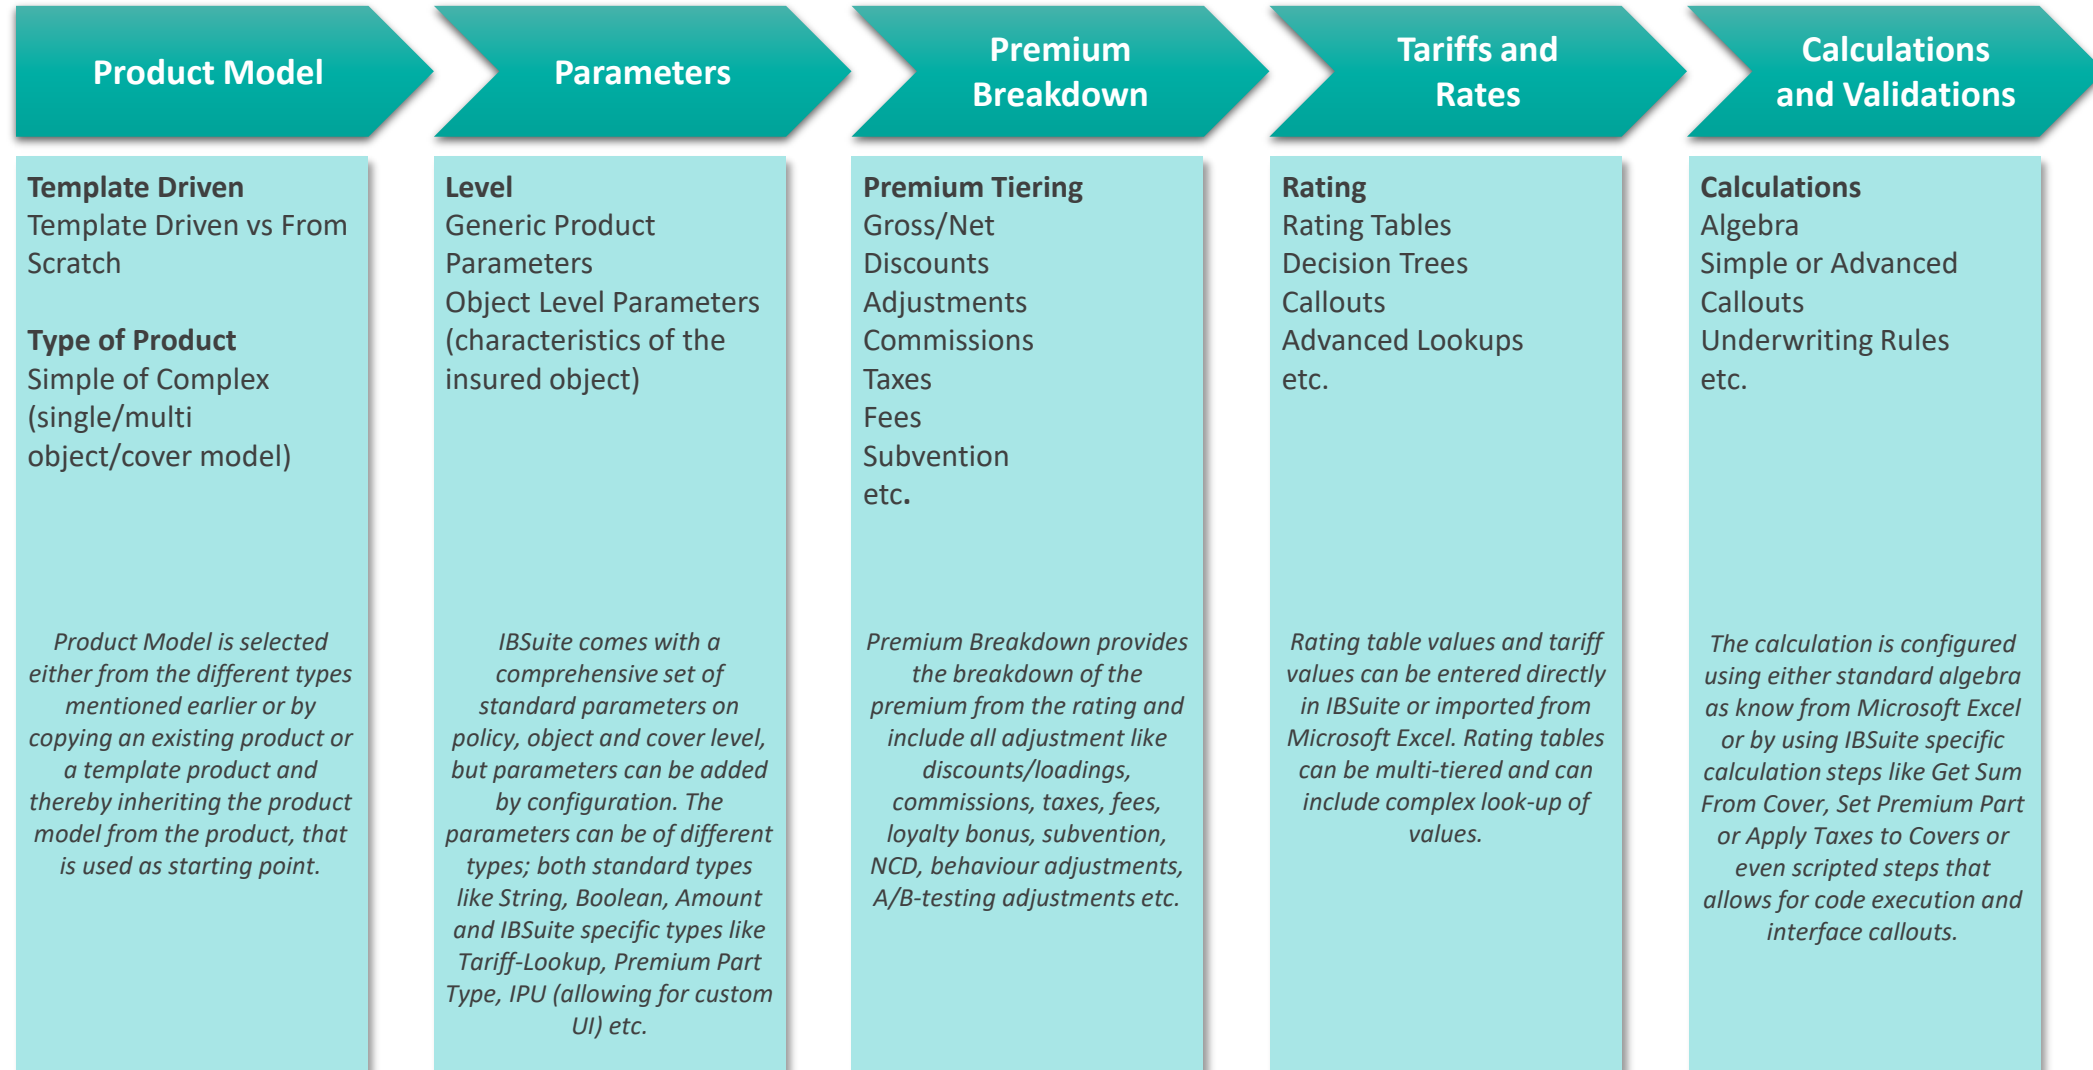 Product Model
Parameters
Premium
Breakdown
Tariffs and
Rates
Calculations
and Validations
Template Driven
Template Driven vs From
Scratch
Type of Product
Simple of Complex
(single/multi
object/cover model)
Product Model is selected
either from the different types
mentioned earlier or by
copying an existing product or
a template product and
thereby inheriting the product
model from the product, that
is used as starting point.
Level
Generic Product
Parameters
Object Level Parameters
(characteristics of the
insured object)
IBSuite comes with a
comprehensive set of
standard parameters on
policy, object and cover level,
but parameters can be added
by configuration. The
parameters can be of different
types; both standard types
like String, Boolean, Amount
and IBSuite specific types like
Tariff-Lookup, Premium Part
Type, IPU (allowing for custom
UI) etc.
Premium Tiering
Gross/Net
Discounts
Adjustments
Commissions
Taxes
Fees
Subvention
etc.
Premium Breakdown provides
the breakdown of the
premium from the rating and
include all adjustment like
discounts/loadings,
commissions, taxes, fees,
loyalty bonus, subvention,
NCD, behaviour adjustments,
A/B-testing adjustments etc.
Rating
Rating Tables
Decision Trees
Callouts
Advanced Lookups
etc.
Rating table values and tariff
values can be entered directly
in IBSuite or imported from
Microsoft Excel. Rating tables
can be multi-tiered and can
include complex look-up of
values.
Calculations
Algebra
Simple or Advanced
Callouts
Underwriting Rules
etc.
The calculation is configured
using either standard algebra
as know from Microsoft Excel
or by using IBSuite specific
calculation steps like Get Sum
From Cover, Set Premium Part
or Apply Taxes to Covers or
even scripted steps that
allows for code execution and
interface callouts.